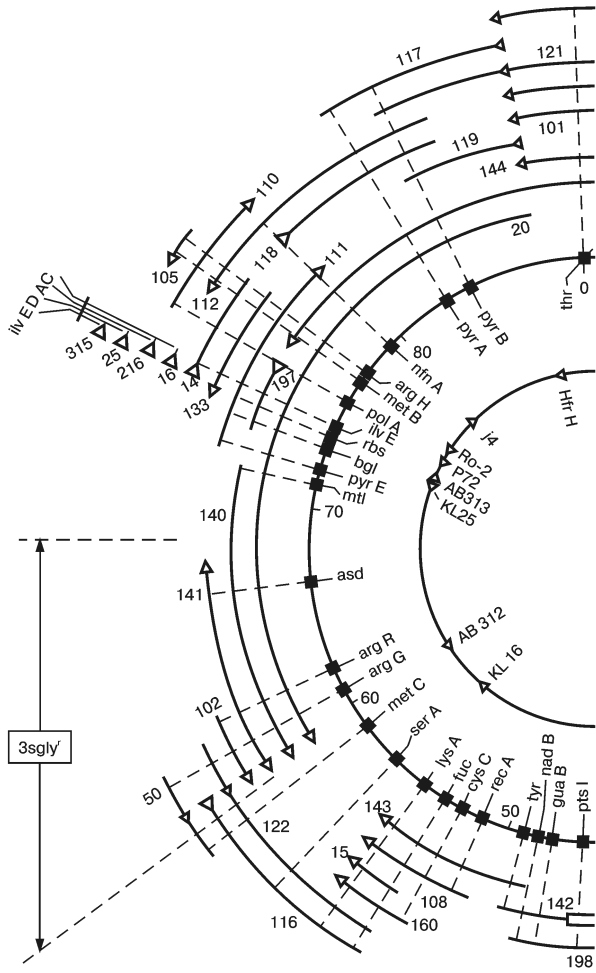 117
121
101
119
144
110
20
118
111
105
112
thr
0
pyr B
pyr A
ilv E D AC
315
25
216
16
14
133
197
80
nfn A
arg H
met B
pol A
ilv E
rbs
bgl
pyr E
mtl
70
Hfr H
j4
Ro-2
P72
AB313
KL25
140
141
asd
AB 312
KL 16
102
arg R
arg G
60
met C
ser A
3sglyʳ
50
122
lys A
fuc
cys C
rec A
50
tyr
nad B
gua B
pts I
143
15
108
160
116
142
198